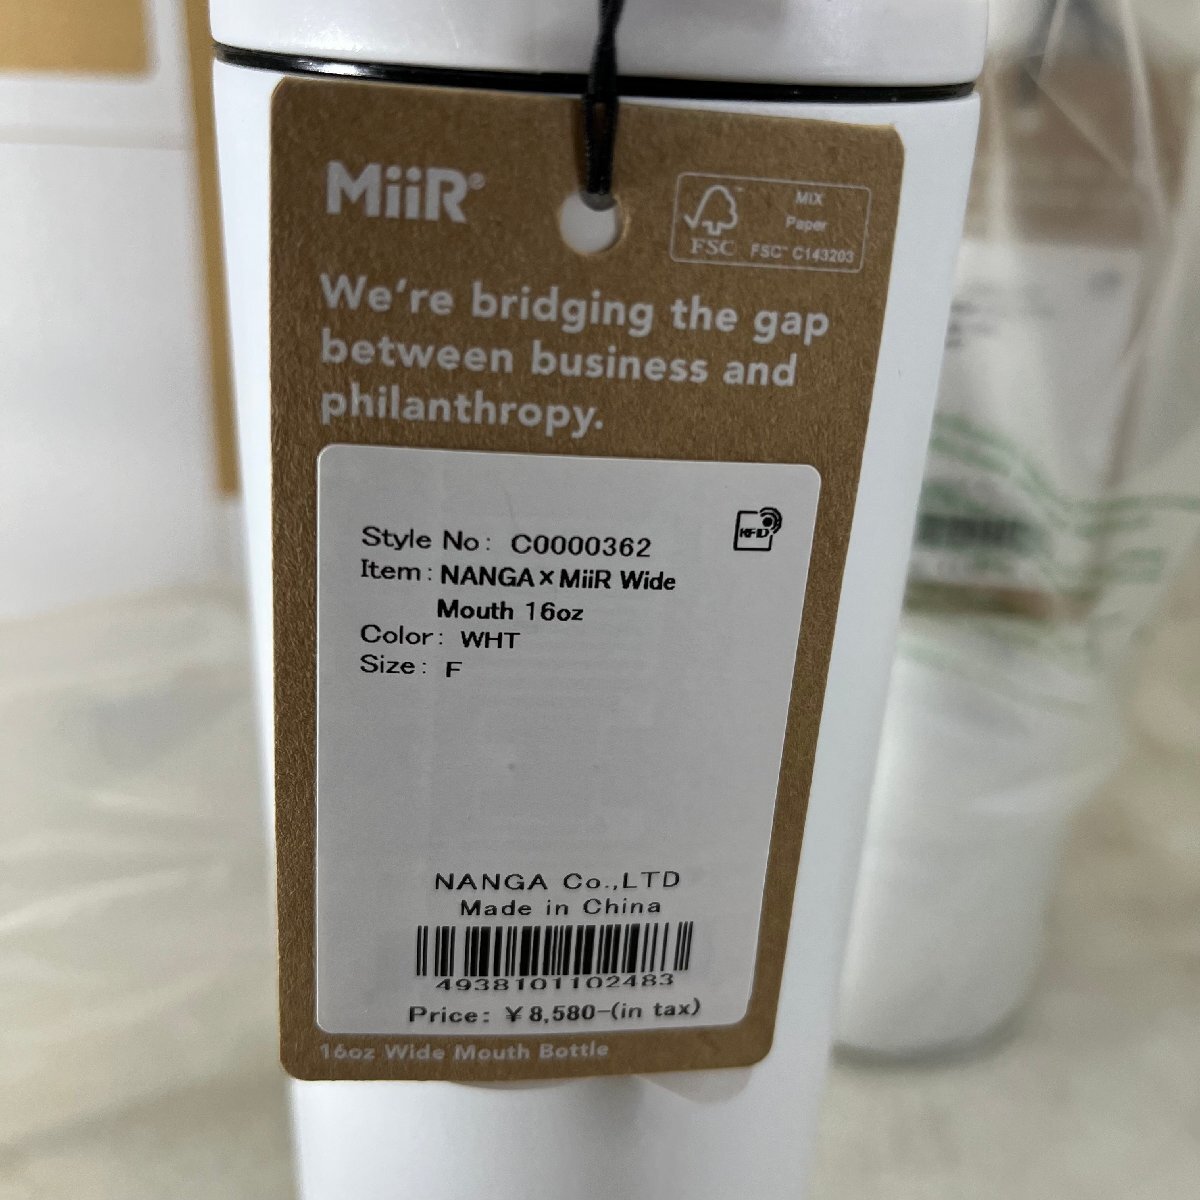 MiiR®
MIX
Paper
FSC™ C143203
FSC
We're bridging the gap
between business and
philanthropy.
RFID
Style No: C0000362
Item: NANGA×MiiR Wide
Mouth 16oz
Color: WHT
Size: F
NANGA Co.,LTD
Made in China
4938101102483
Price: ¥8,580-(in tax)
16oz Wide Mouth Bottle